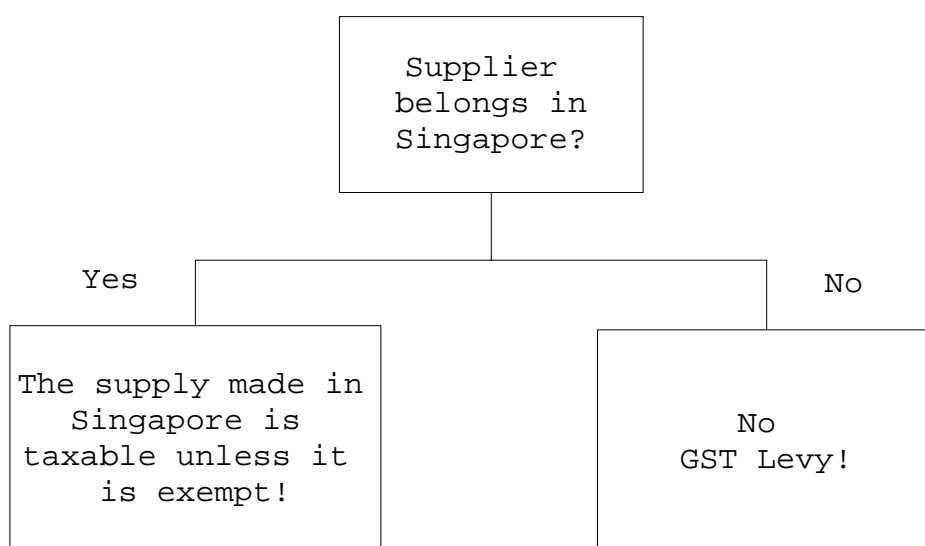 Supplier
belongs in
Singapore?
Yes
No
The supply made in
Singapore is
taxable unless it
is exempt!
No
GST Levy!